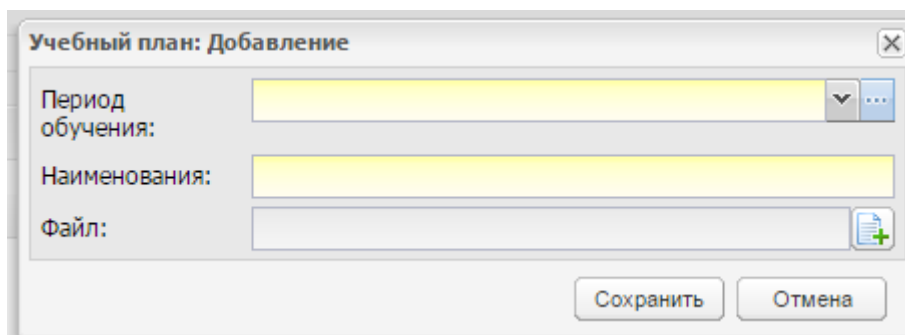 Учебный план: Добавление
Период
обучения:
Наименования:
Файл:
Сохранить
Отмена